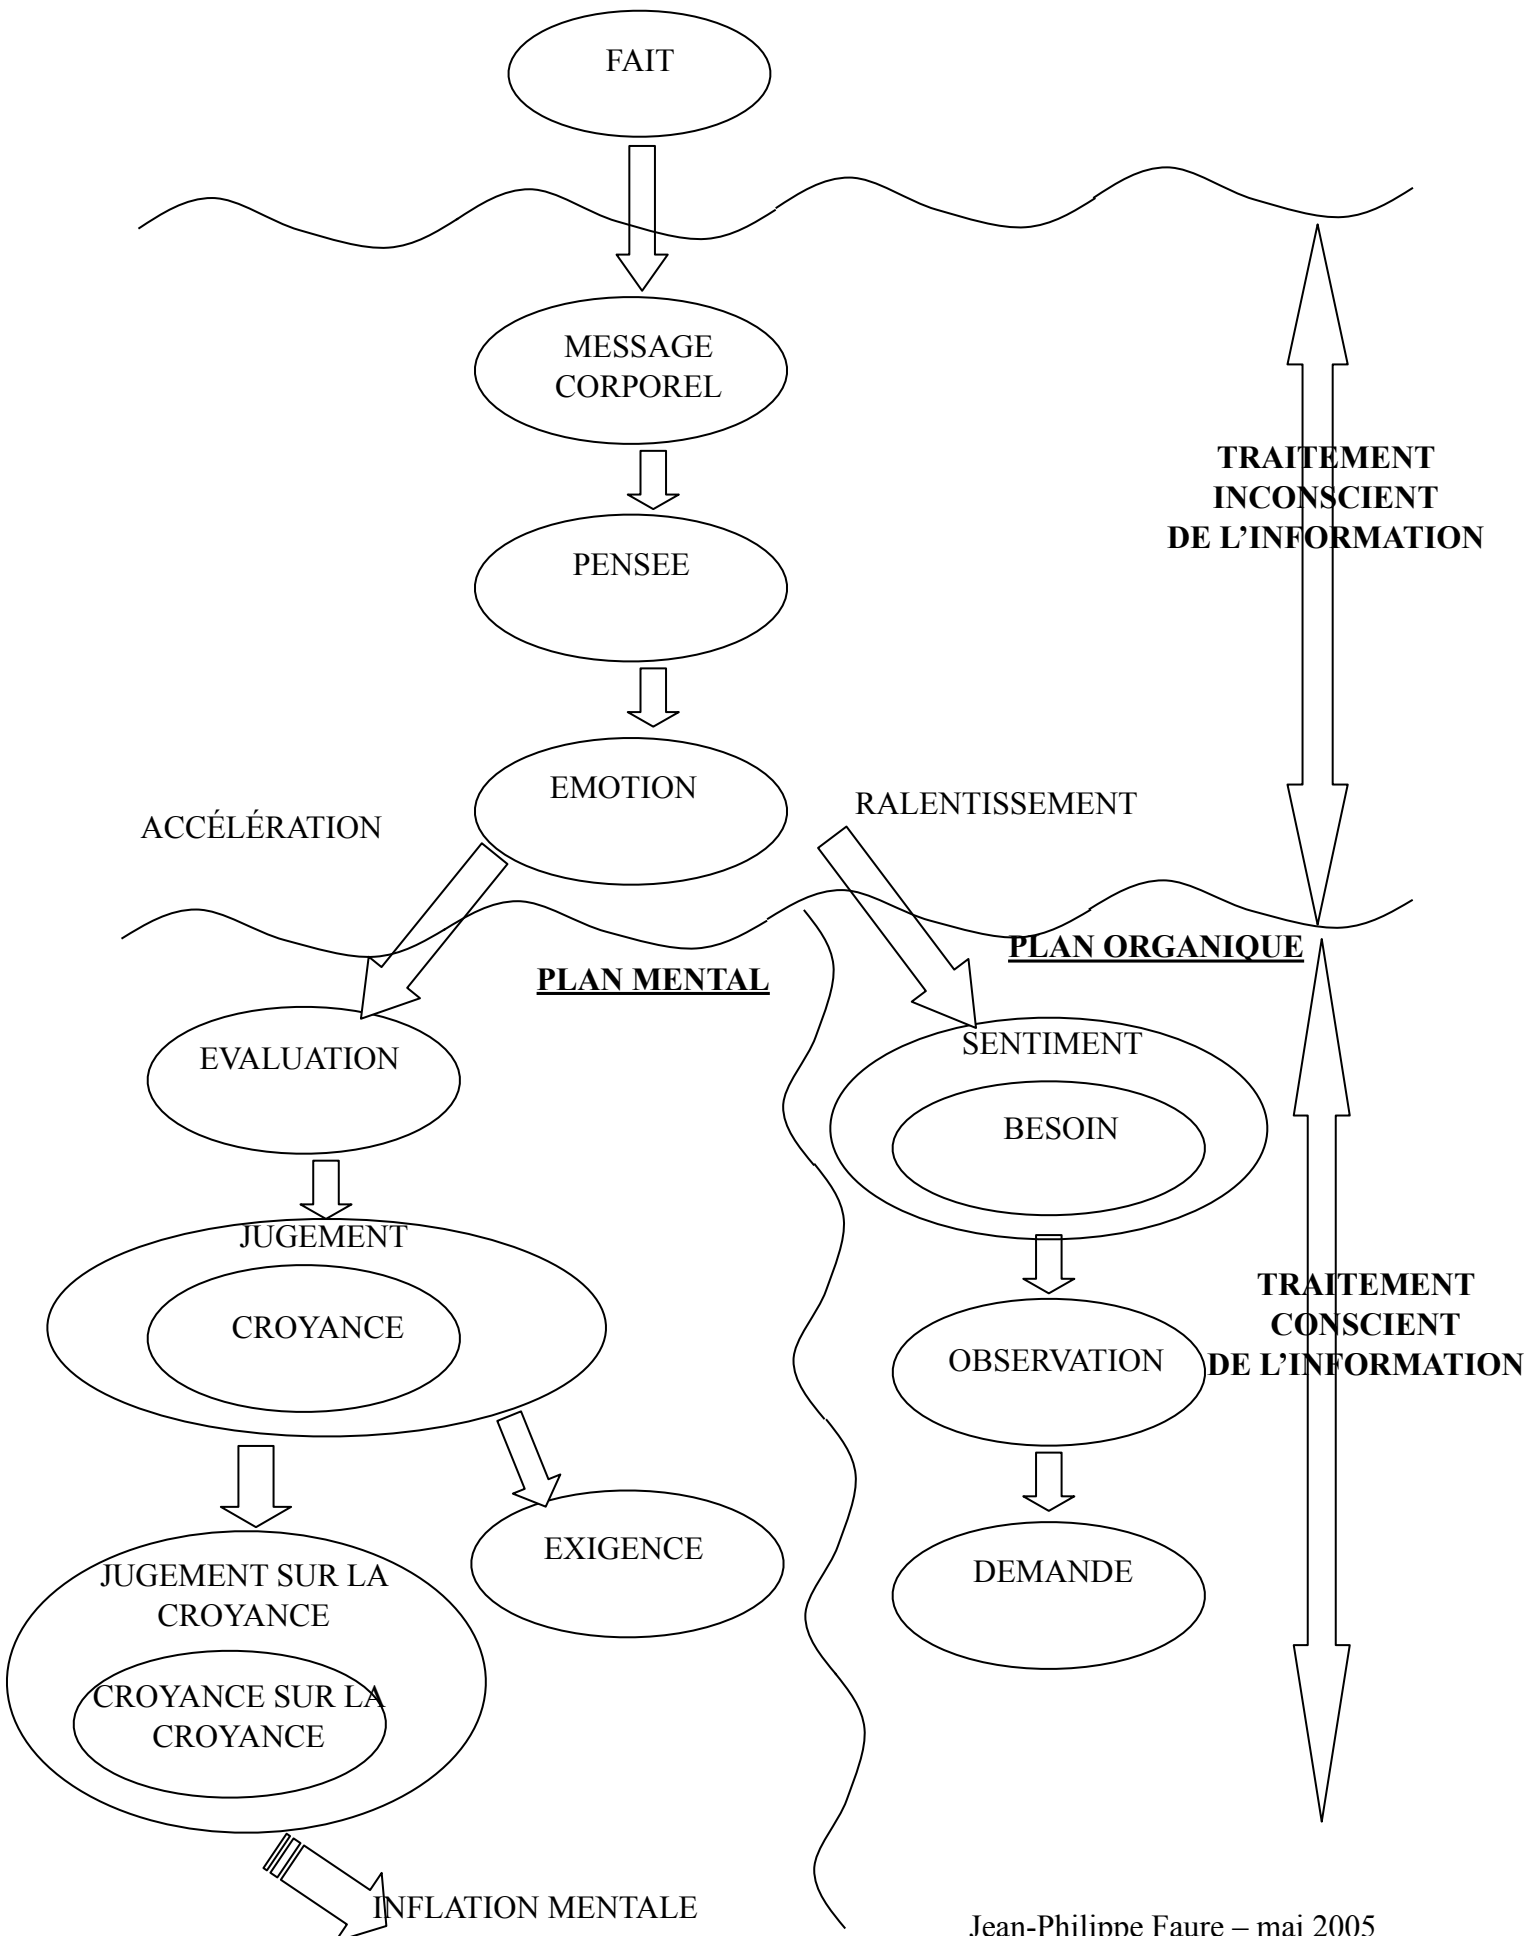 FAIT
MESSAGE
CORPOREL
TRAITEMENT
INCONSCIENT
DE L'INFORMATION
PENSEE
EMOTION
RALENTISSEMENT
ACCÉLÉRATION
PLAN ORGANIQUE
PLAN MENTAL
SENTIMENT
EVALUATION
BESOIN
JUGEMENT
CROYANCE
TRAITEMENT
CONSCIENT
DE L'INFORMATION
OBSERVATION
EXIGENCE
DEMANDE
JUGEMENT SUR LA
CROYANCE
CROYANCE SUR LA
CROYANCE
INFLATION MENTALE
Jean-Philippe Faure – mai 2005